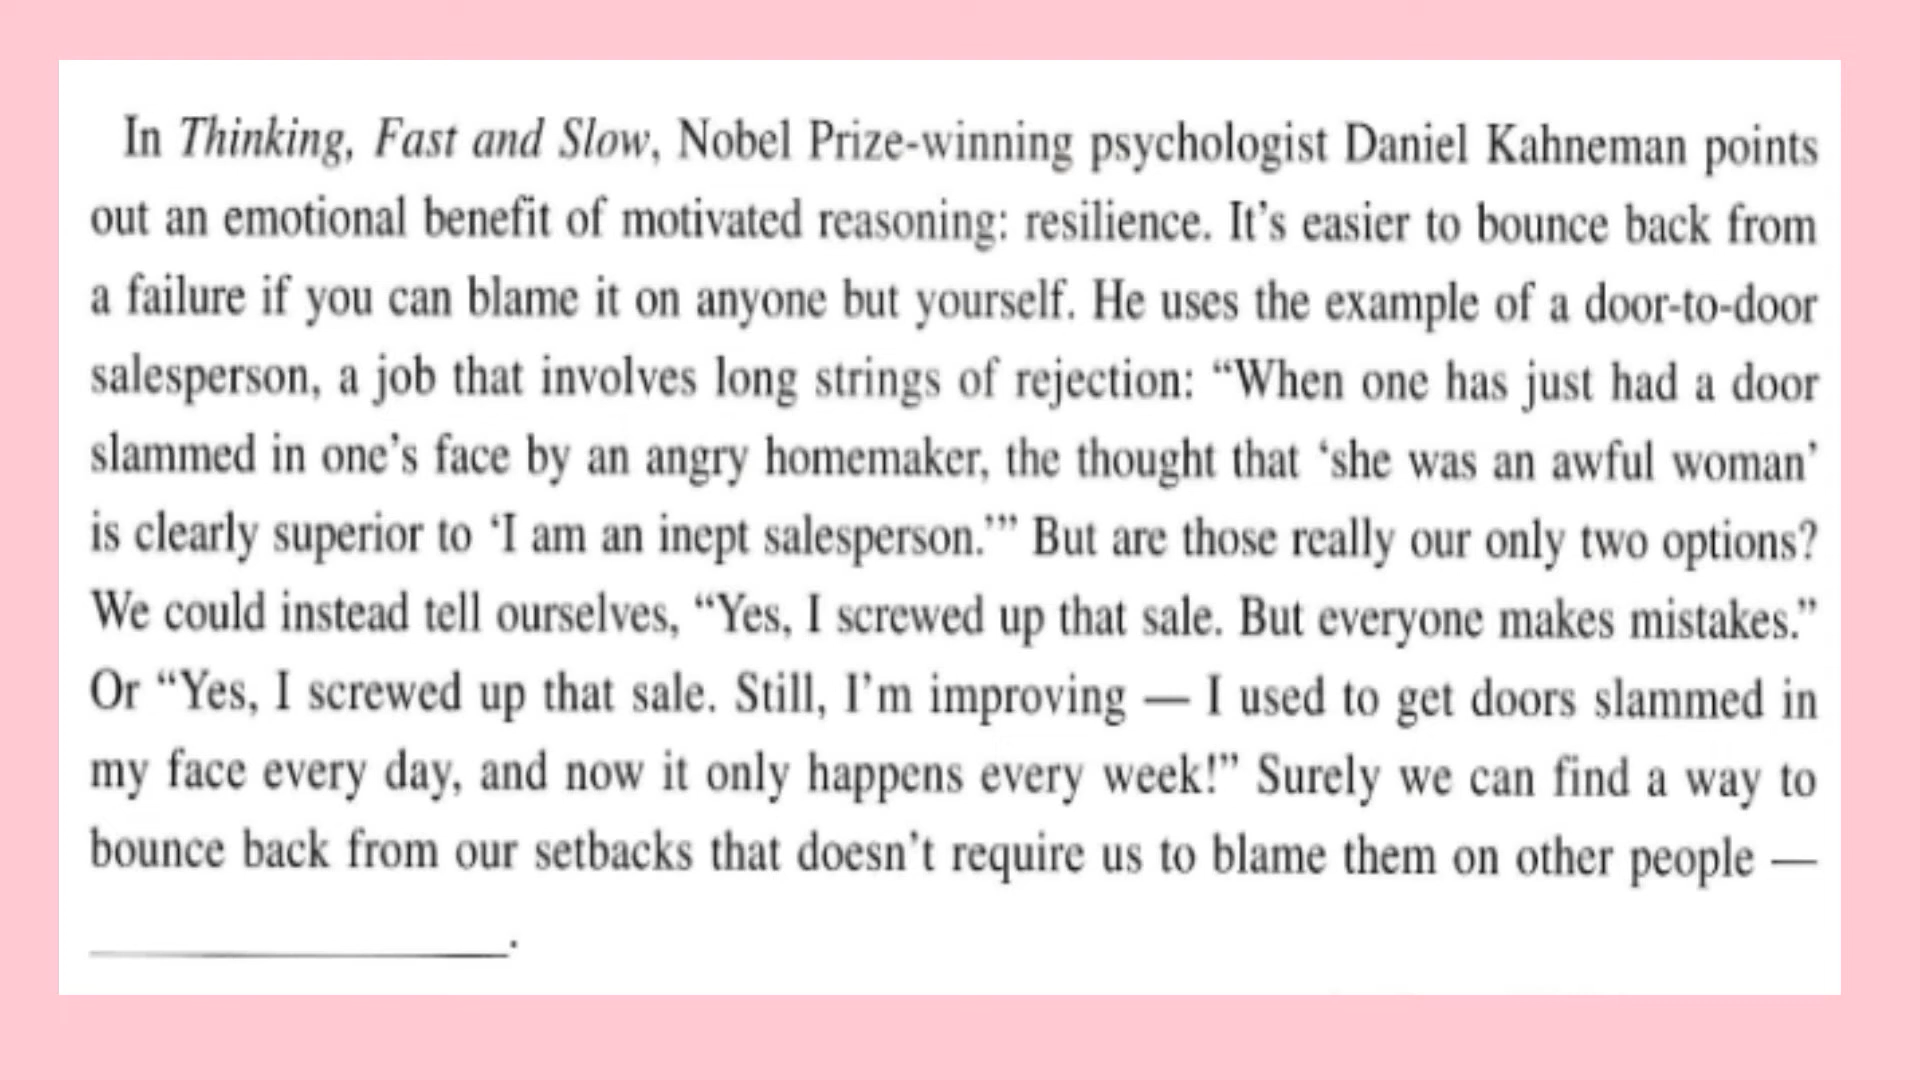 In Thinking, Fast and Slow, Nobel Prize-winning psychologist Daniel Kahneman points
out an emotional benefit of motivated reasoning: resilience. It’s easier to bounce back from
a failure if you can blame it on anyone but yourself. He uses the example of a door-to-door
salesperson, a job that involves long strings of rejection: “When one has just had a door
slammed in one’s face by an angry homemaker, the thought that ‘she was an awful woman’
is clearly superior to ‘I am an inept salesperson.’” But are those really our only two options?
We could instead tell ourselves, “Yes, I screwed up that sale. But everyone makes mistakes.”
Or “Yes, I screwed up that sale. Still, I’m improving — I used to get doors slammed in
my face every day, and now it only happens every week!” Surely we can find a way to
bounce back from our setbacks that doesn’t require us to blame them on other people —
__________________.